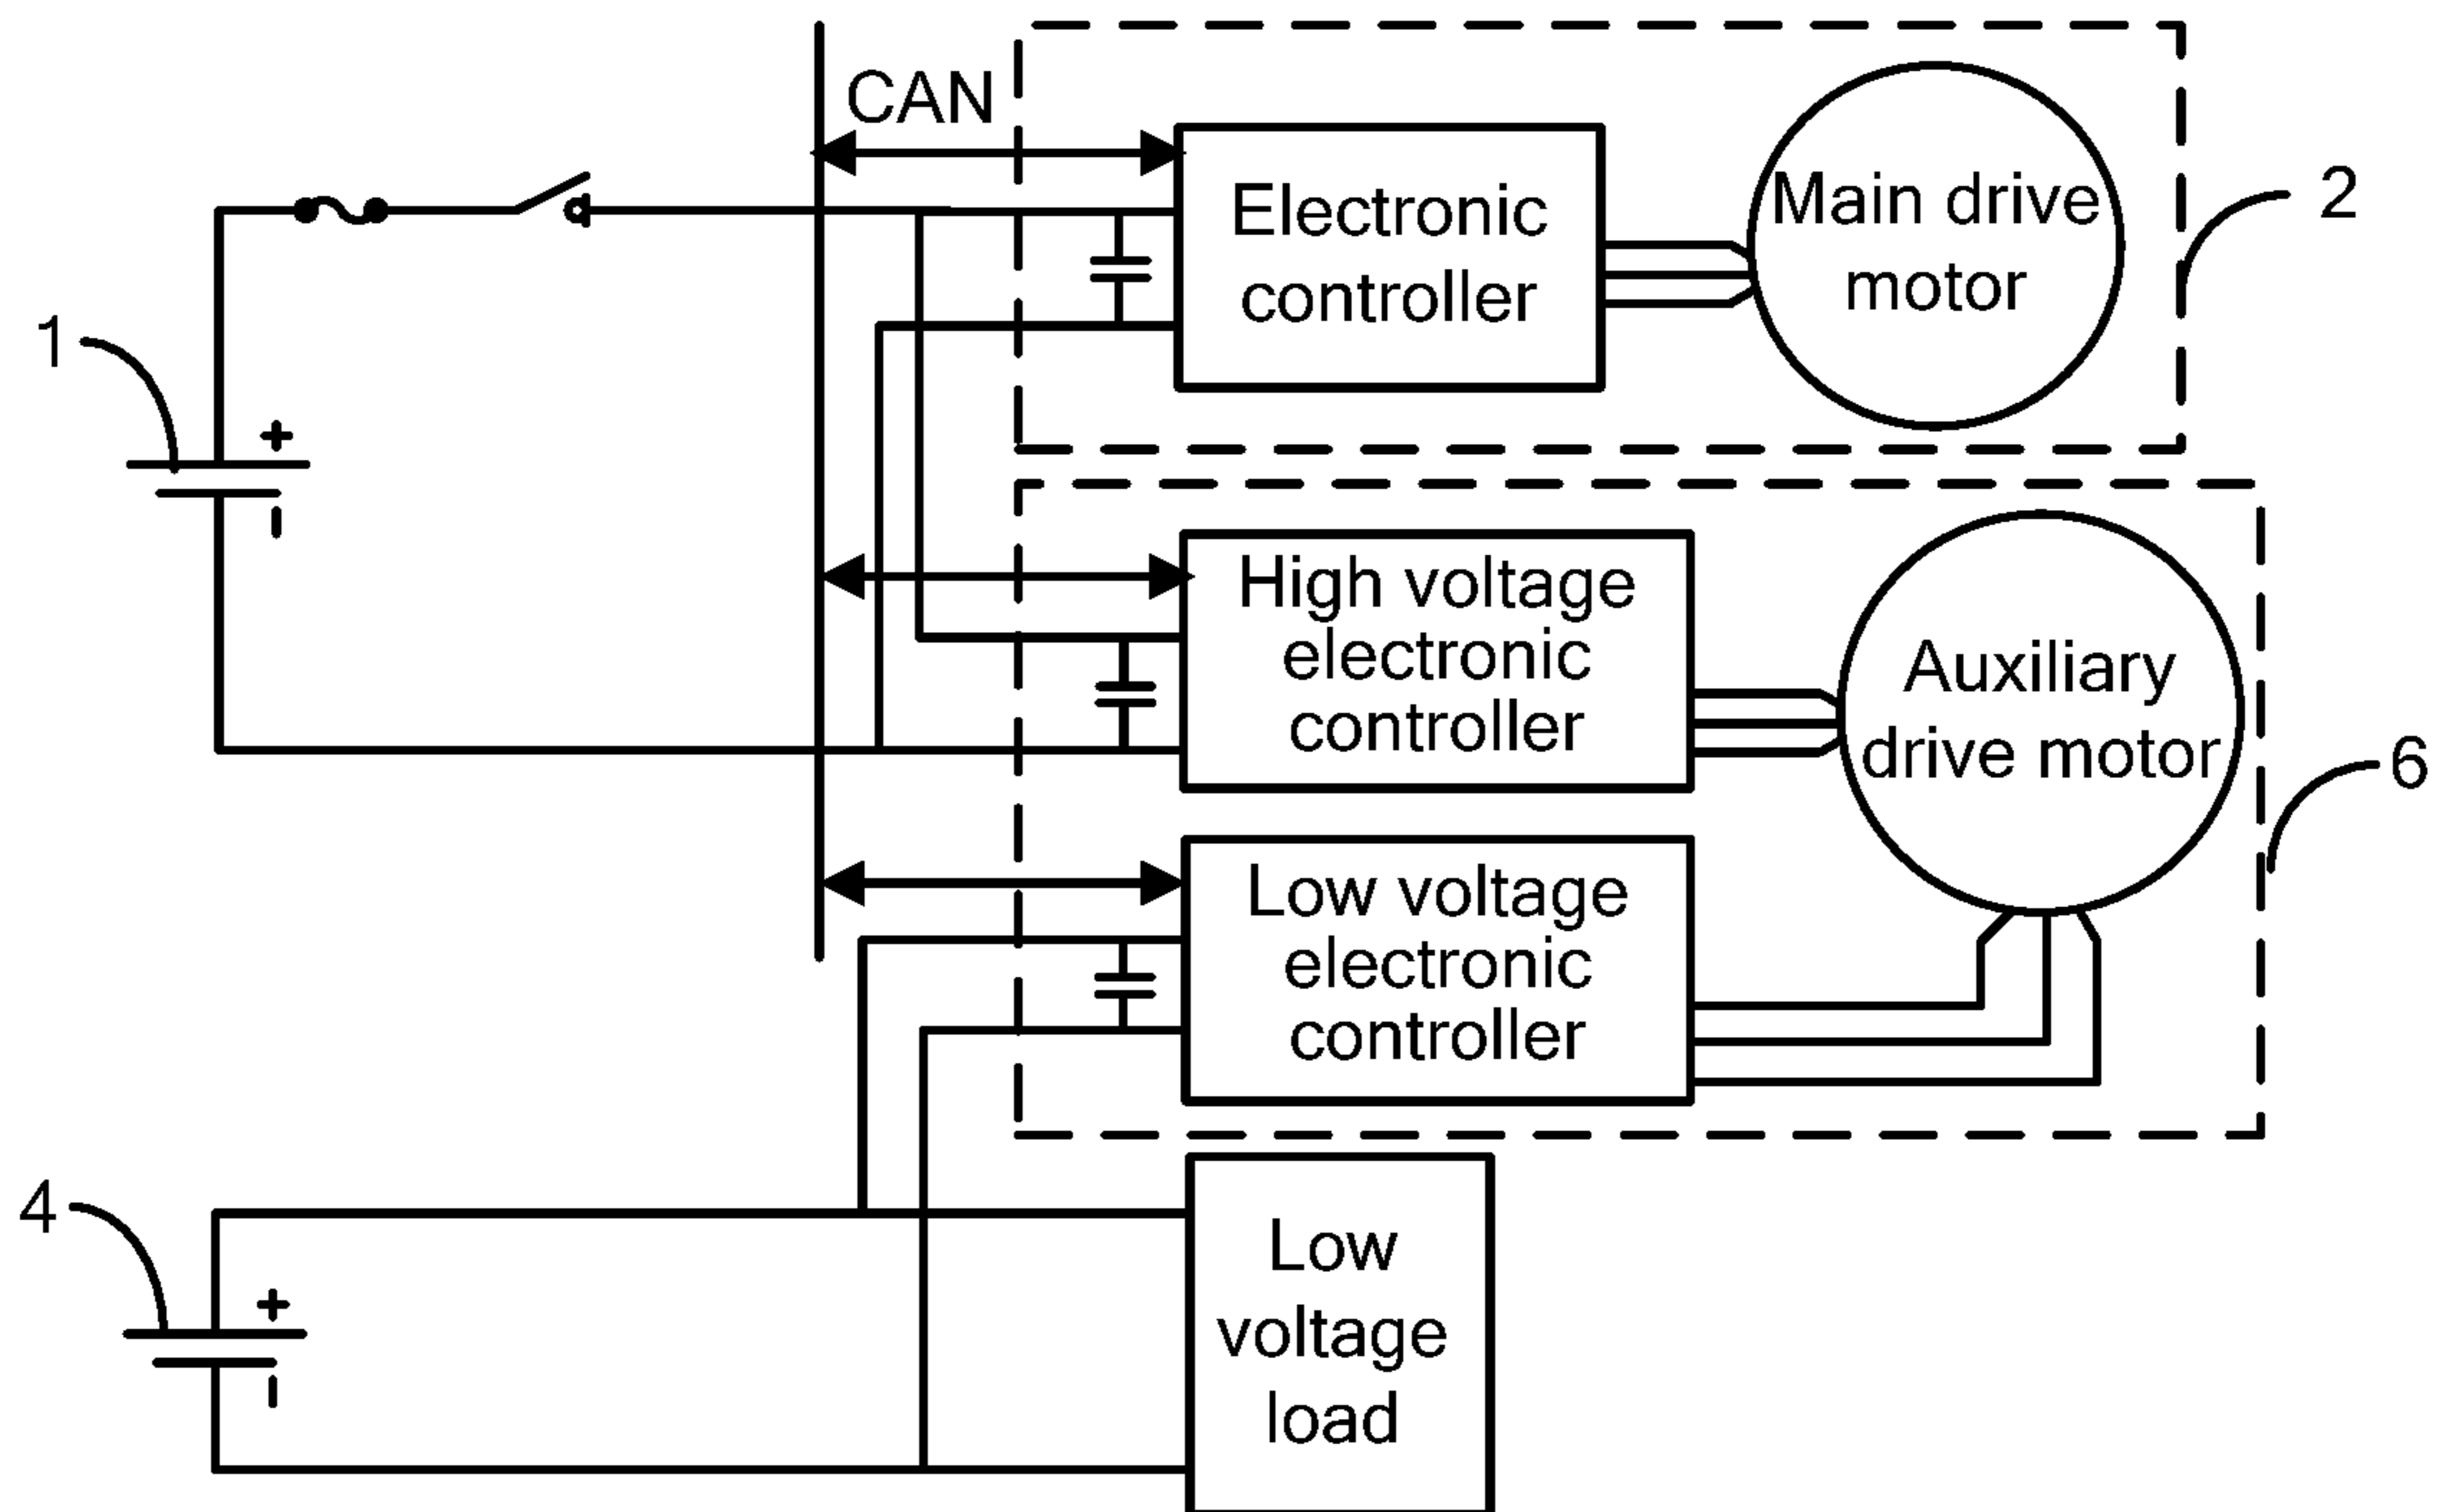 CAN
Electronic
controller
Main drive
motor
2
1
+
-
High voltage
electronic
controller
Auxiliary
drive motor
6
Low voltage
electronic
controller
4
+
-
Low
voltage
load